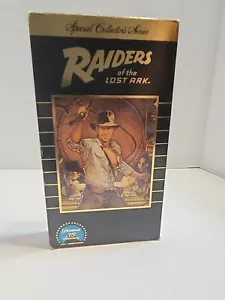 Special Collector's Series
RAIDERS
of the
LOST ARK